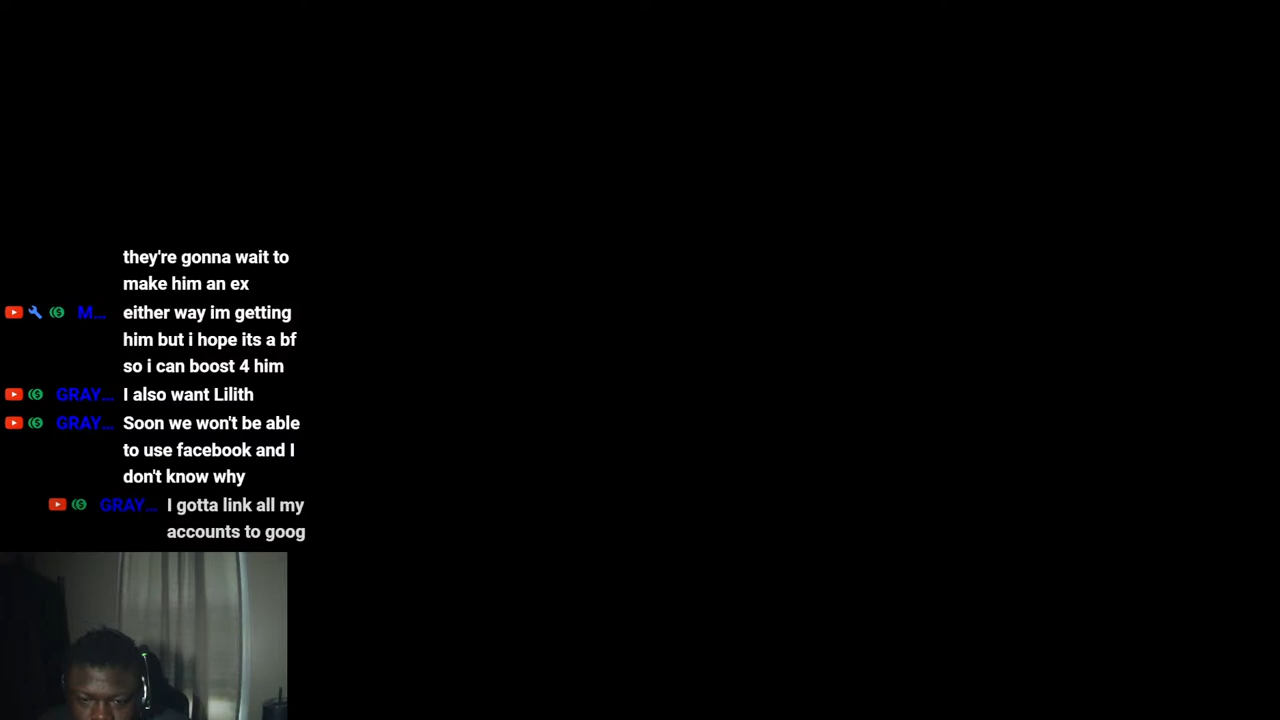 they're gonna wait to
make him an ex
M... either way im getting
him but i hope its a bf
so i can boost 4 him
GRAY... I also want Lilith
GRAY... Soon we won't be able
to use facebook and I
don't know why
GRAY... I gotta link all my
accounts to goog